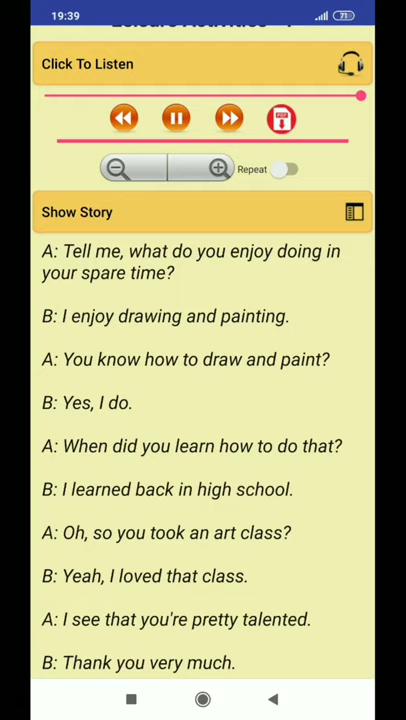 19:39
71
Click To Listen
PDF
Repeat
Show Story
A: Tell me, what do you enjoy doing in
your spare time?
B: I enjoy drawing and painting.
A: You know how to draw and paint?
B: Yes, I do.
A: When did you learn how to do that?
B: I learned back in high school.
A: Oh, so you took an art class?
B: Yeah, I loved that class.
A: I see that you're pretty talented.
B: Thank you very much.